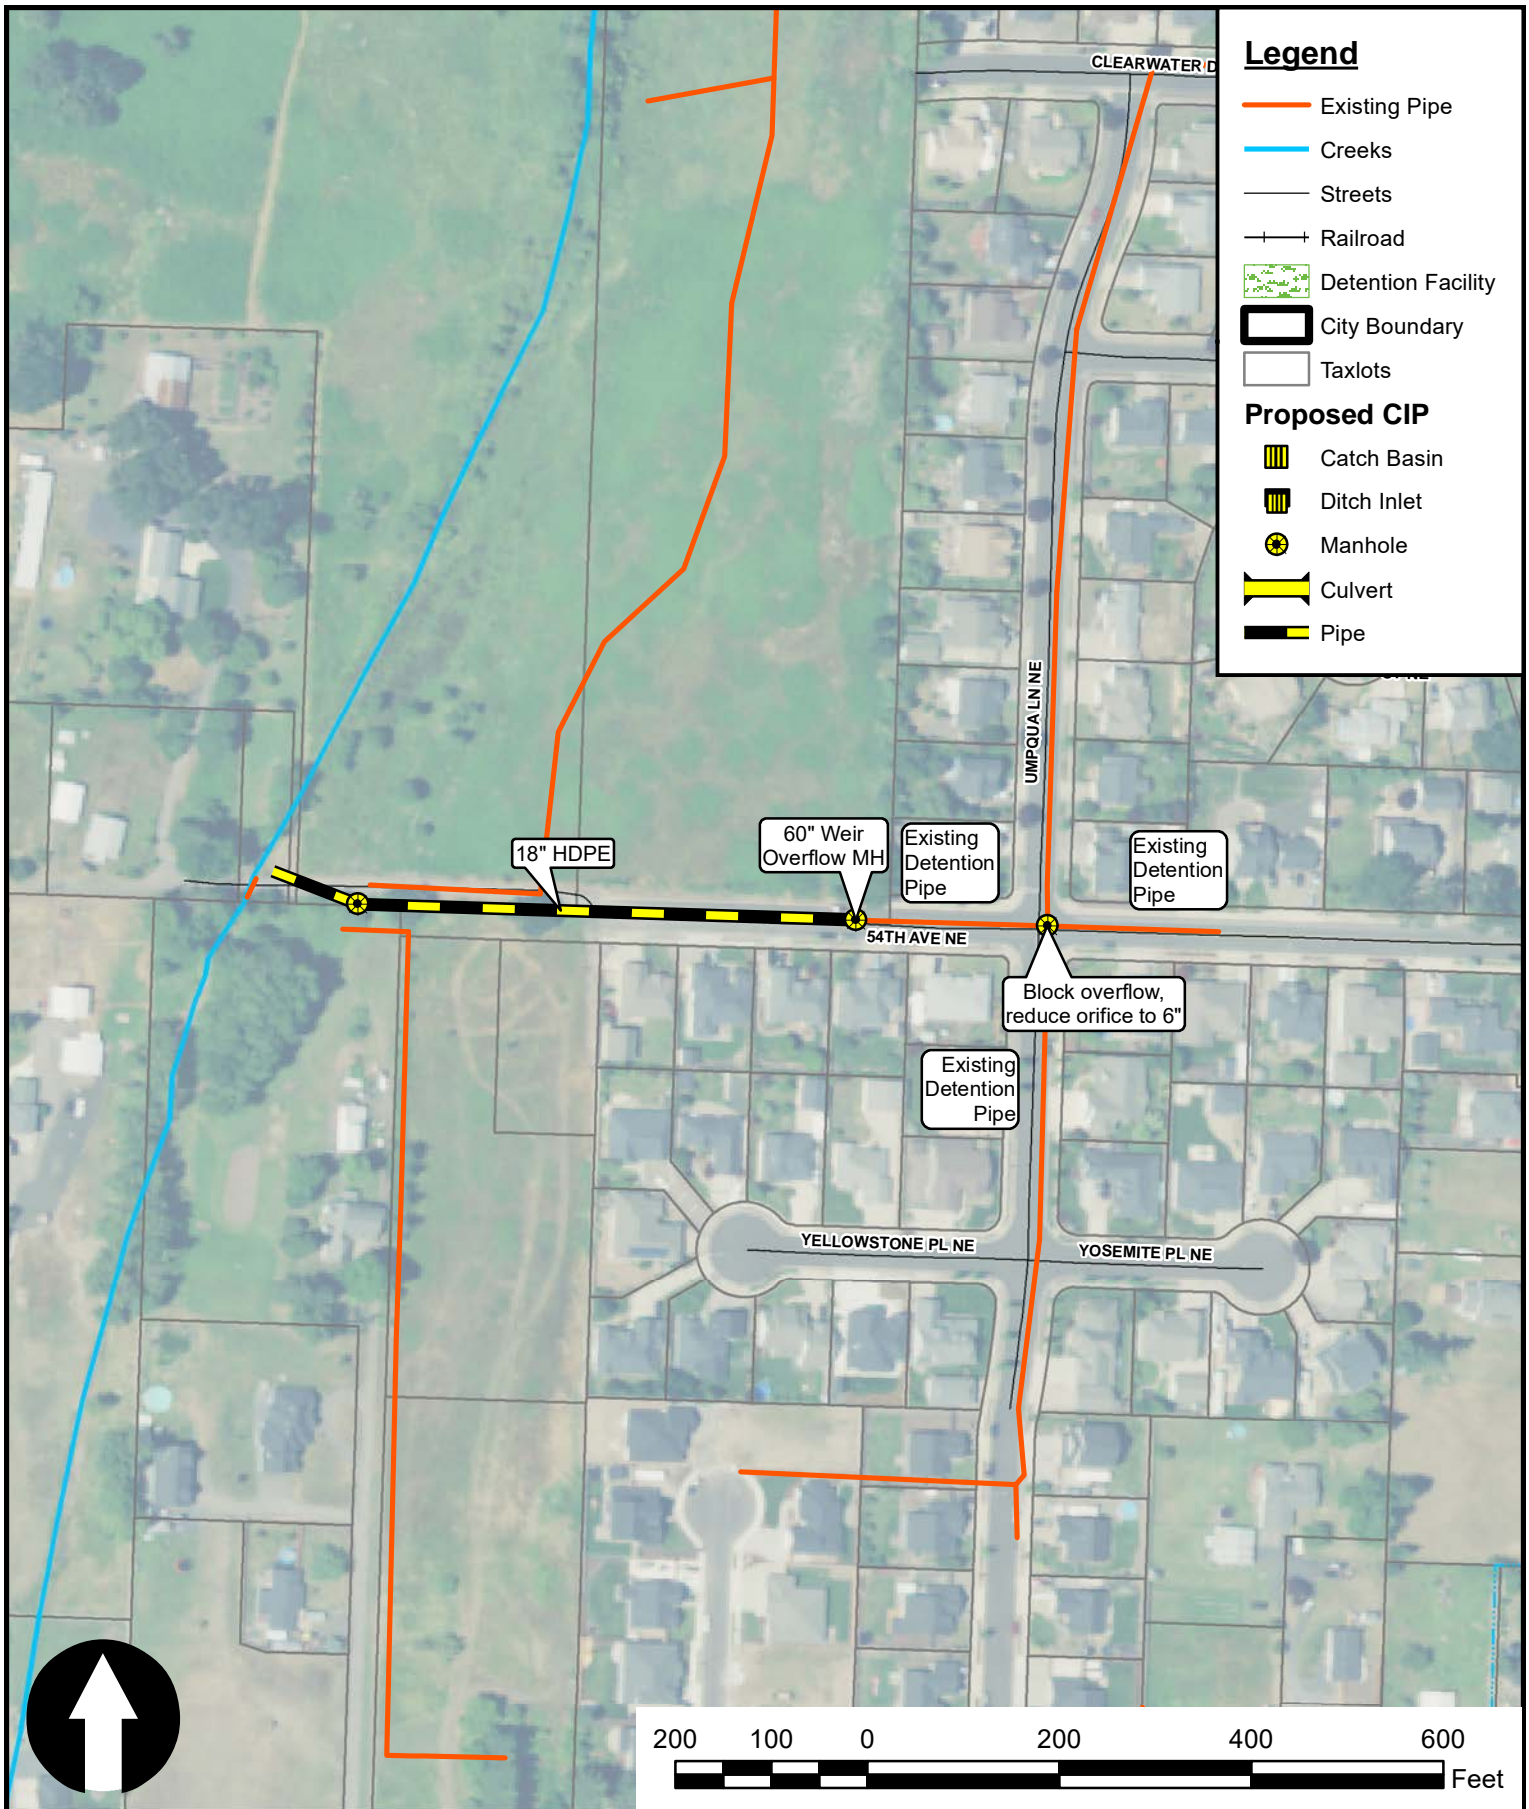 CLEARWATER D
Legend
Existing Pipe
Creeks
Streets
Railroad
Detention Facility
City Boundary
Taxlots
Proposed CIP
Catch Basin
Ditch Inlet
Manhole
Culvert
Pipe
UMPQUA LN NE
18" HDPE
60" Weir
Overflow MH
Existing
Detention
Pipe
Existing
Detention
Pipe
54TH AVE NE
Block overflow,
reduce orifice to 6"
Existing
Detention
Pipe
YELLOWSTONE PL NE
YOSEMITE PL NE
200 100 0 200 400 600
Feet